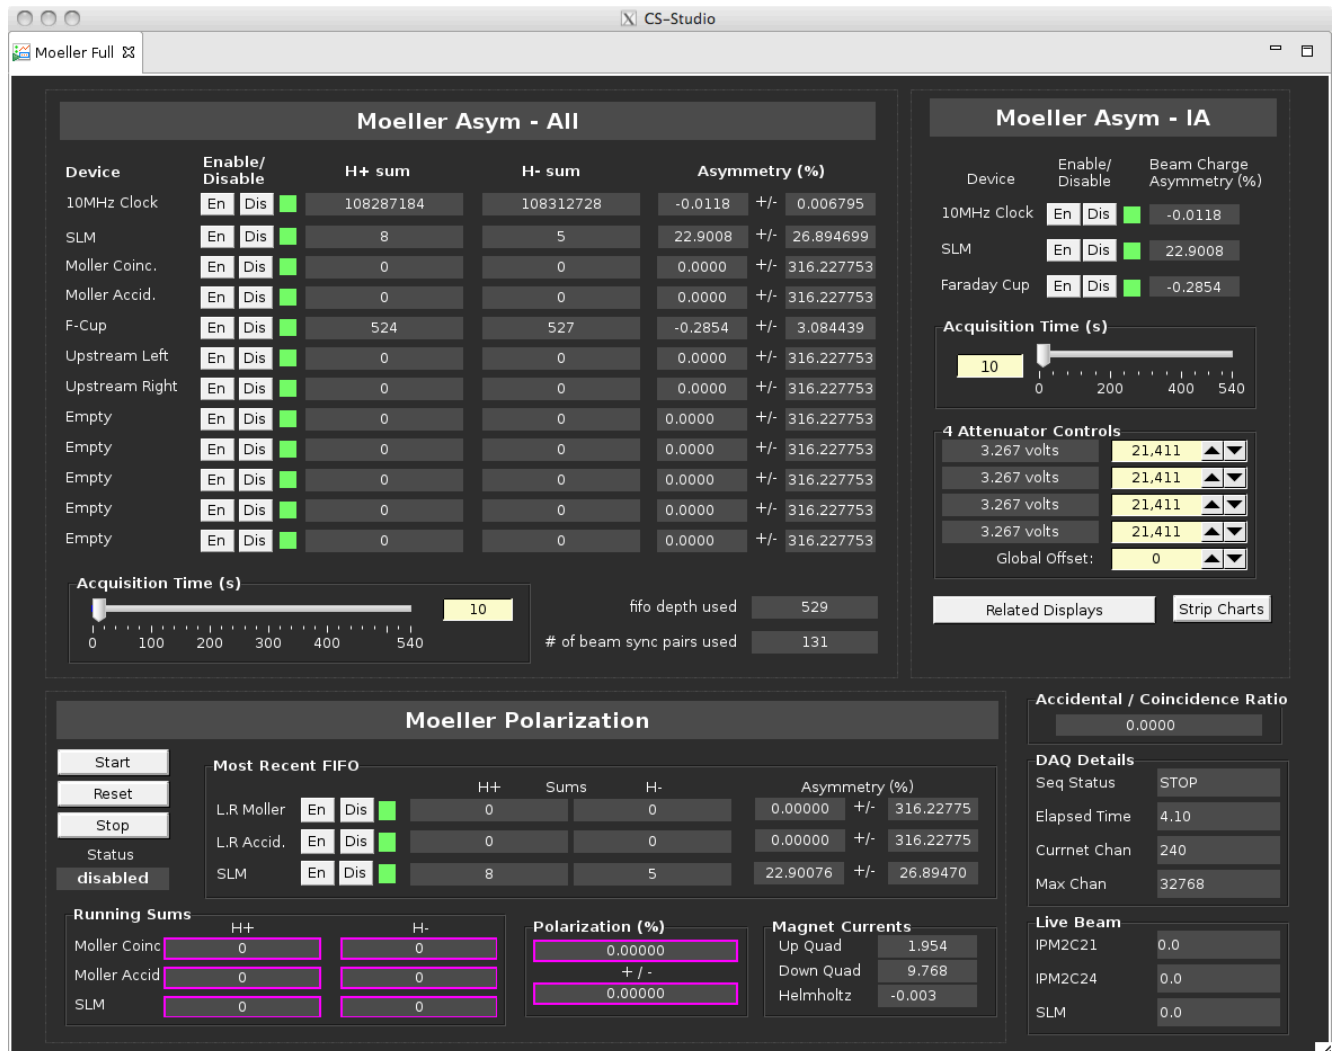 CS-Studio
Moeller Full
Moeller Asym - All
Device Enable/ Disable H+ sum H- sum Asymmetry (%)
10MHz Clock En Dis 108287184 108312728 -0.0118 +/- 0.006795
SLM En Dis 8 5 22.9008 +/- 26.894699
Moller Coinc. En Dis 0 0 0.0000 +/- 316.227753
Moller Accid. En Dis 0 0 0.0000 +/- 316.227753
F-Cup En Dis 524 527 -0.2854 +/- 3.084439
Upstream Left En Dis 0 0 0.0000 +/- 316.227753
Upstream Right En Dis 0 0 0.0000 +/- 316.227753
Empty En Dis 0 0 0.0000 +/- 316.227753
Empty En Dis 0 0 0.0000 +/- 316.227753
Empty En Dis 0 0 0.0000 +/- 316.227753
Empty En Dis 0 0 0.0000 +/- 316.227753
Empty En Dis 0 0 0.0000 +/- 316.227753
Acquisition Time (s)
10
0 100 200 300 400 540
fifo depth used 529
# of beam sync pairs used 131
Moeller Asym - IA
Device Enable/ Disable Beam Charge Asymmetry (%)
10MHz Clock En Dis -0.0118
SLM En Dis 22.9008
Faraday Cup En Dis -0.2854
Acquisition Time (s)
10
0 200 400 540
4 Attenuator Controls
3.267 volts 21,411
3.267 volts 21,411
3.267 volts 21,411
3.267 volts 21,411
Global Offset: 0
Related Displays Strip Charts
Moeller Polarization
Start
Reset
Stop
Status
disabled
Most Recent FIFO
H+ Sums H- Asymmetry (%)
L.R Moller En Dis 0 0 0.00000 +/- 316.22775
L.R Accid. En Dis 0 0 0.00000 +/- 316.22775
SLM En Dis 8 5 22.90076 +/- 26.89470
Running Sums
H+ H-
Moller Coinc 0 0
Moller Accid 0 0
SLM 0 0
Polarization (%)
0.00000
+ / -
0.00000
Magnet Currents
Up Quad 1.954
Down Quad 9.768
Helmholtz -0.003
Accidental / Coincidence Ratio
0.0000
DAQ Details
Seq Status STOP
Elapsed Time 4.10
Currnet Chan 240
Max Chan 32768
Live Beam
IPM2C21 0.0
IPM2C24 0.0
SLM 0.0